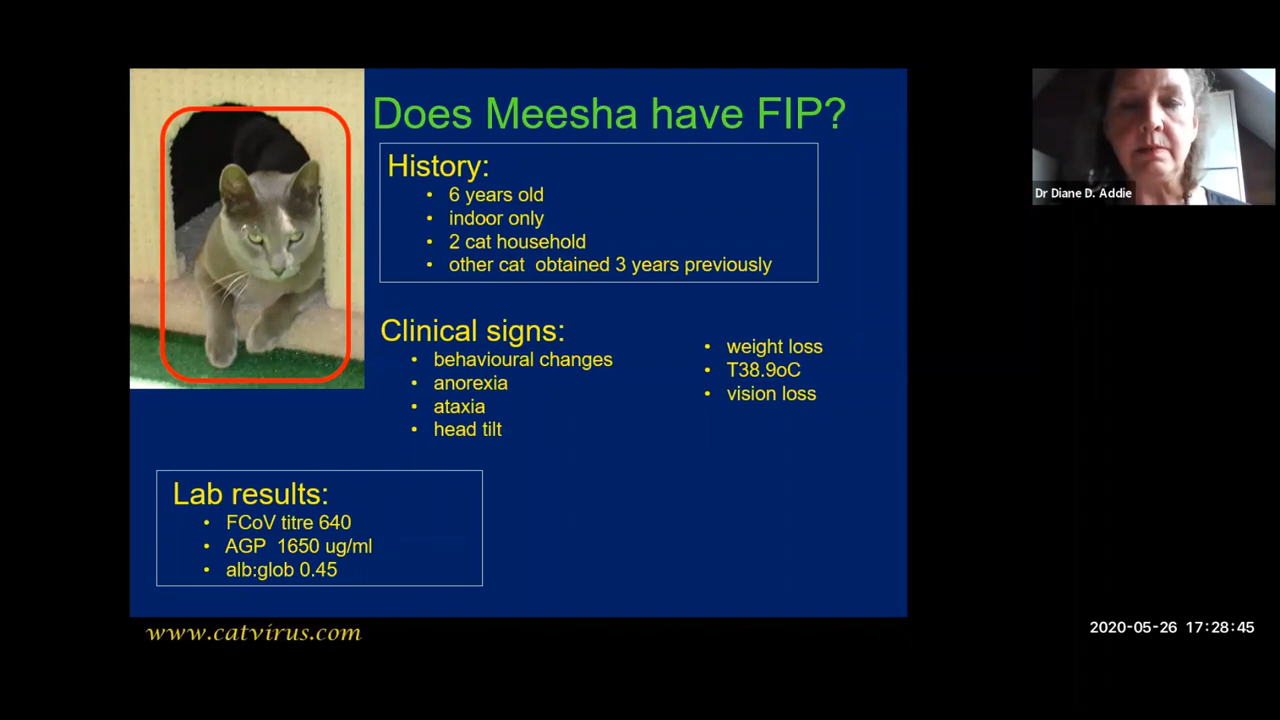 Does Meesha have FIP?
History:
• 6 years old
• indoor only
• 2 cat household
• other cat obtained 3 years previously
Clinical signs:
• behavioural changes
• anorexia
• ataxia
• head tilt
• weight loss
• T38.9oC
• vision loss
Lab results:
• FCoV titre 640
• AGP 1650 ug/ml
• alb:glob 0.45
www.catvirus.com
Dr Diane D. Addie
2020-05-26 17:28:45